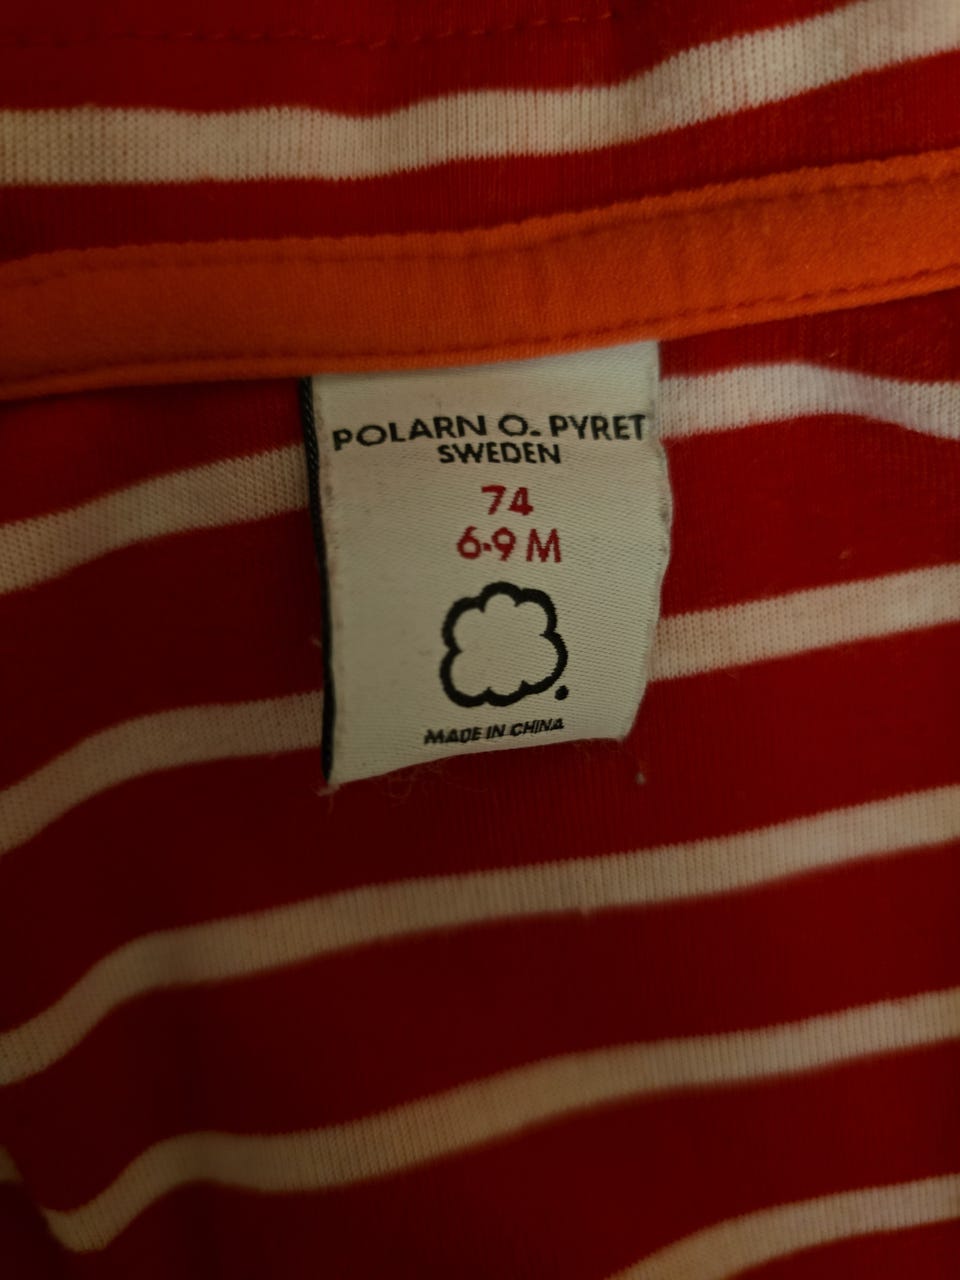 POLARN O. PYRET
SWEDEN
74
6-9 M
MADE IN CHINA